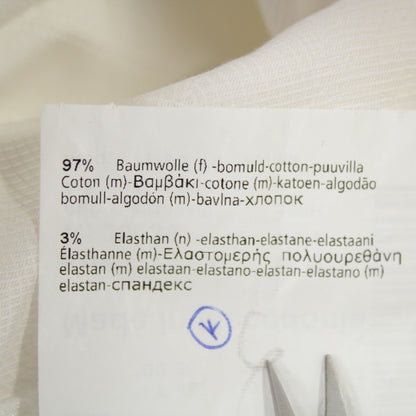 97% Baumwolle (f) -bomuld-cotton-puuvilla
Coton (m)-Βαμβάκι-cotone (m)-katoen-algodão
bomull-algodón (m)-bavlna-хлопок
3% Elasthan (n) -elasthan-elastane-elastaani
Élasthanne (m)-Ελαστομερής πολυουρεθάνη
elastan (m) elastaan-elastano-elastan-elastano (m)
elastan-спандекс